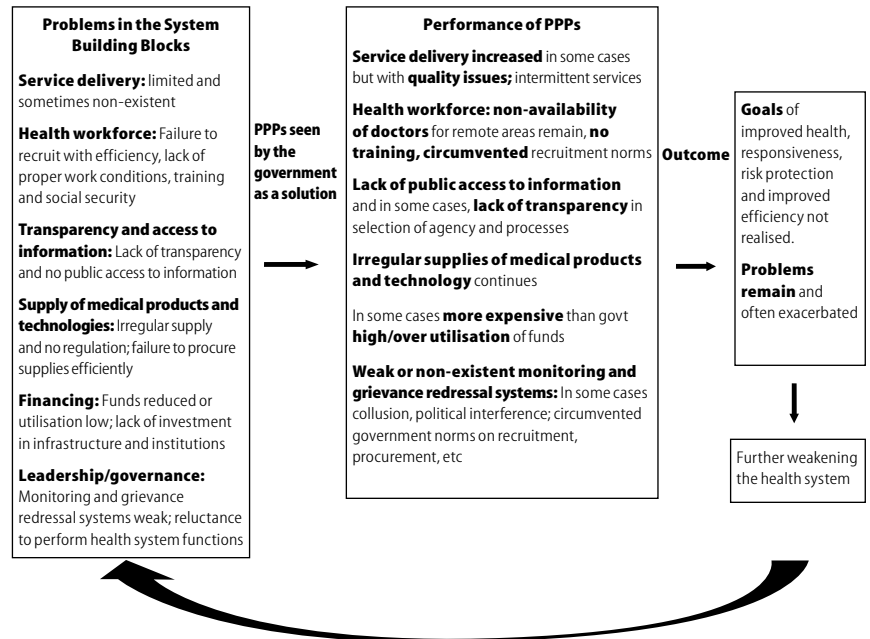 Problems in the System
Building Blocks
Service delivery: limited and
sometimes non-existent
Health workforce: Failure to
recruit with efficiency, lack of
proper work conditions, training
and social security
Transparency and access to
information: Lack of transparency
and no public access to information
Supply of medical products and
technologies: Irregular supply
and no regulation; failure to procure
supplies efficiently
Financing: Funds reduced or
utilisation low; lack of investment
in infrastructure and institutions
Leadership/governance:
Monitoring and grievance
redressal systems weak; reluctance
to perform health system functions
PPPs seen
by the
government
as a solution
Performance of PPPs
Service delivery increased in some cases
but with quality issues; intermittent services
Health workforce: non-availability
of doctors for remote areas remain, no
training, circumvented recruitment norms
Lack of public access to information
and in some cases, lack of transparency in
selection of agency and processes
Irregular supplies of medical products
and technology continues
In some cases more expensive than govt
high/over utilisation of funds
Weak or non-existent monitoring and
grievance redressal systems: In some cases
collusion, political interference; circumvented
government norms on recruitment,
procurement, etc
Outcome
Goals of
improved health,
responsiveness,
risk protection
and improved
efficiency not
realised.
Problems
remain and
often exacerbated
Further weakening
the health system